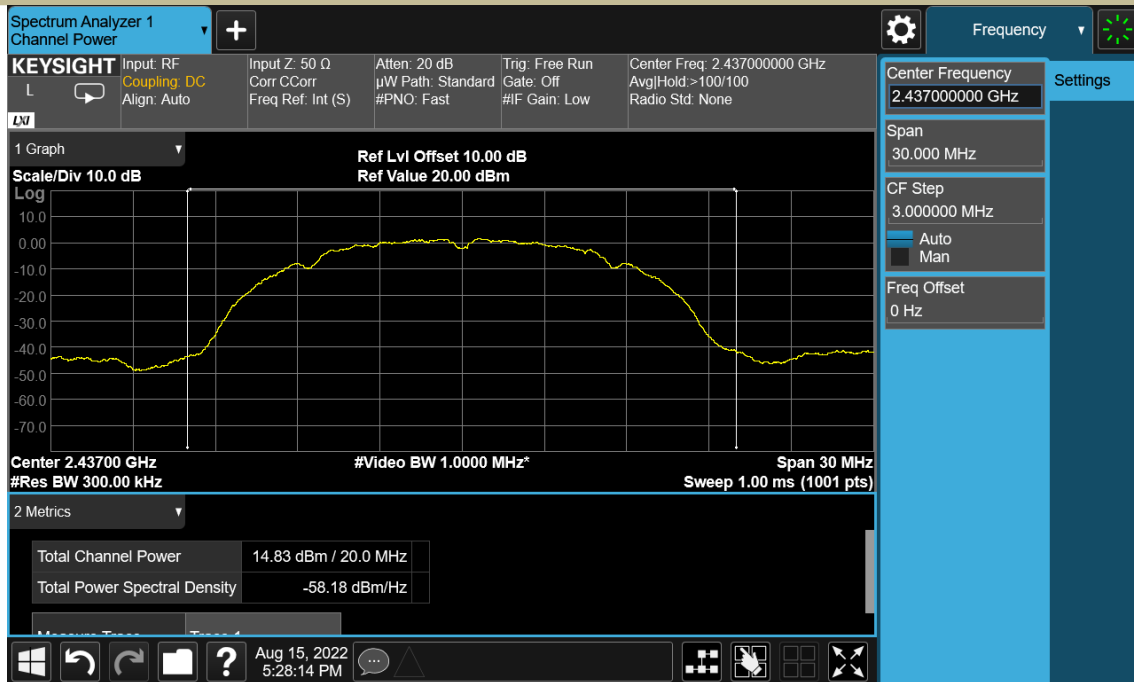 Spectrum Analyzer 1
Channel Power
Frequency
KEYSIGHT
L
LXI
Input: RF
Coupling: DC
Align: Auto
Input Z: 50 Ω
Corr CCorr
Freq Ref: Int (S)
Atten: 20 dB
µW Path: Standard
#PNO: Fast
Trig: Free Run
Gate: Off
#IF Gain: Low
Center Freq: 2.437000000 GHz
Avg|Hold:>100/100
Radio Std: None
Center Frequency
2.437000000 GHz
Settings
Span
30.000 MHz
CF Step
3.000000 MHz
Auto
Man
Freq Offset
0 Hz
1 Graph
Scale/Div 10.0 dB
Ref Lvl Offset 10.00 dB
Ref Value 20.00 dBm
Log
10.0
0.00
-10.0
-20.0
-30.0
-40.0
-50.0
-60.0
-70.0
Center 2.43700 GHz
#Res BW 300.00 kHz
#Video BW 1.0000 MHz*
Span 30 MHz
Sweep 1.00 ms (1001 pts)
2 Metrics
Total Channel Power 14.83 dBm / 20.0 MHz
Total Power Spectral Density -58.18 dBm/Hz
Measure Trace Trace 1
?
Aug 15, 2022
5:28:14 PM